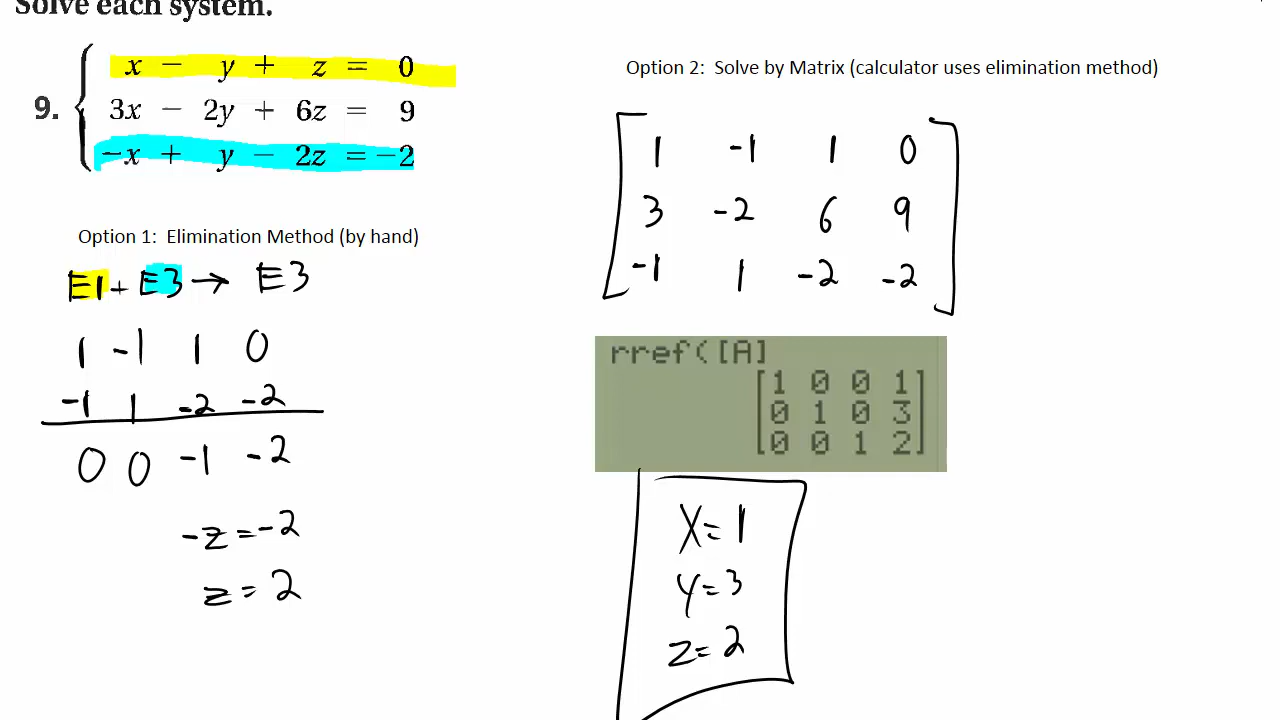 Solve each system.
9.
x − y + z = 0
3x − 2y + 6z = 9
−x + y − 2z = −2
Option 1: Elimination Method (by hand)
E1 + E3 → E3
1 -1 1 0
-1 1 -2 -2
0 0 -1 -2
-z = -2
z = 2
Option 2: Solve by Matrix (calculator uses elimination method)
1 -1 1 0
3 -2 6 9
-1 1 -2 -2
rref([A]
[1 0 0 1]
0 1 0 3
[0 0 1 2]
X = 1
Y = 3
Z = 2